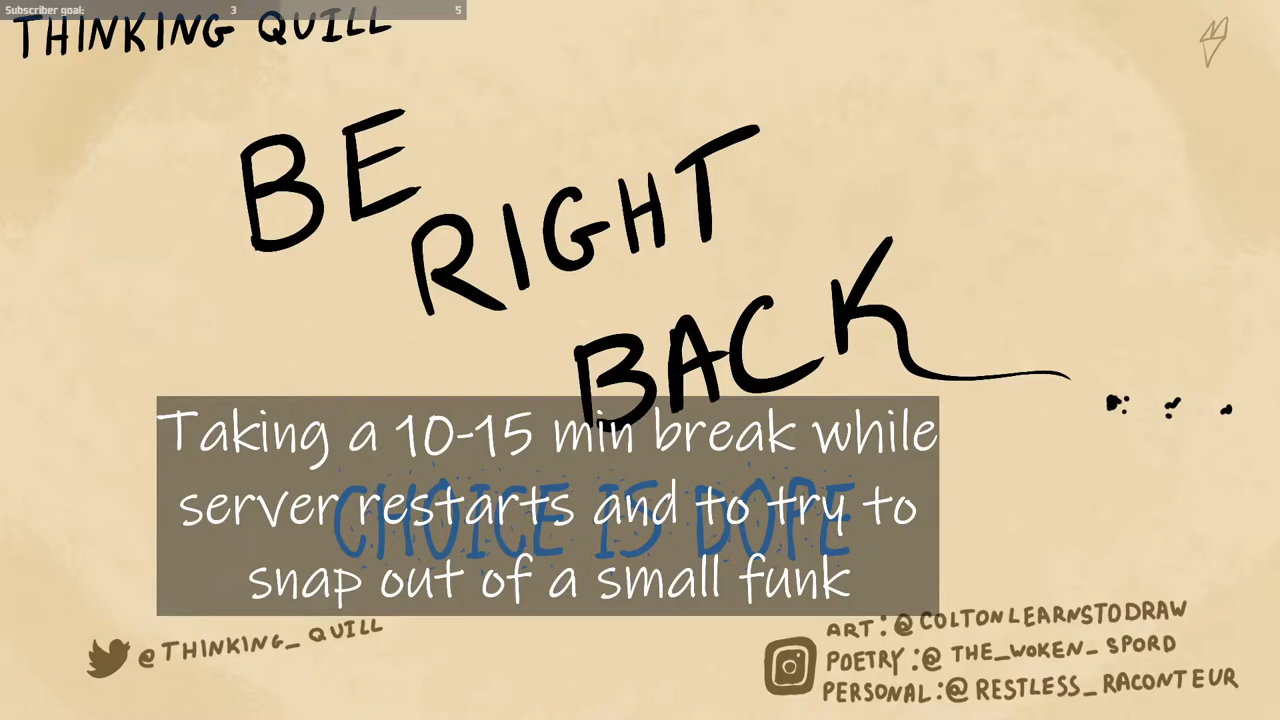 Subscriber goal: 3 5
THINKING QUILL
BE
RIGHT
BACK...
Taking a 10-15 min break while
server restarts and to try to
snap out of a small funk
CHOICE IS DOPE
@THINKING_QUILL
ART:@COLTONLEARNSTODRAW
POETRY:@THE_WOKEN_SPORD
PERSONAL:@RESTLESS_RACONTEUR